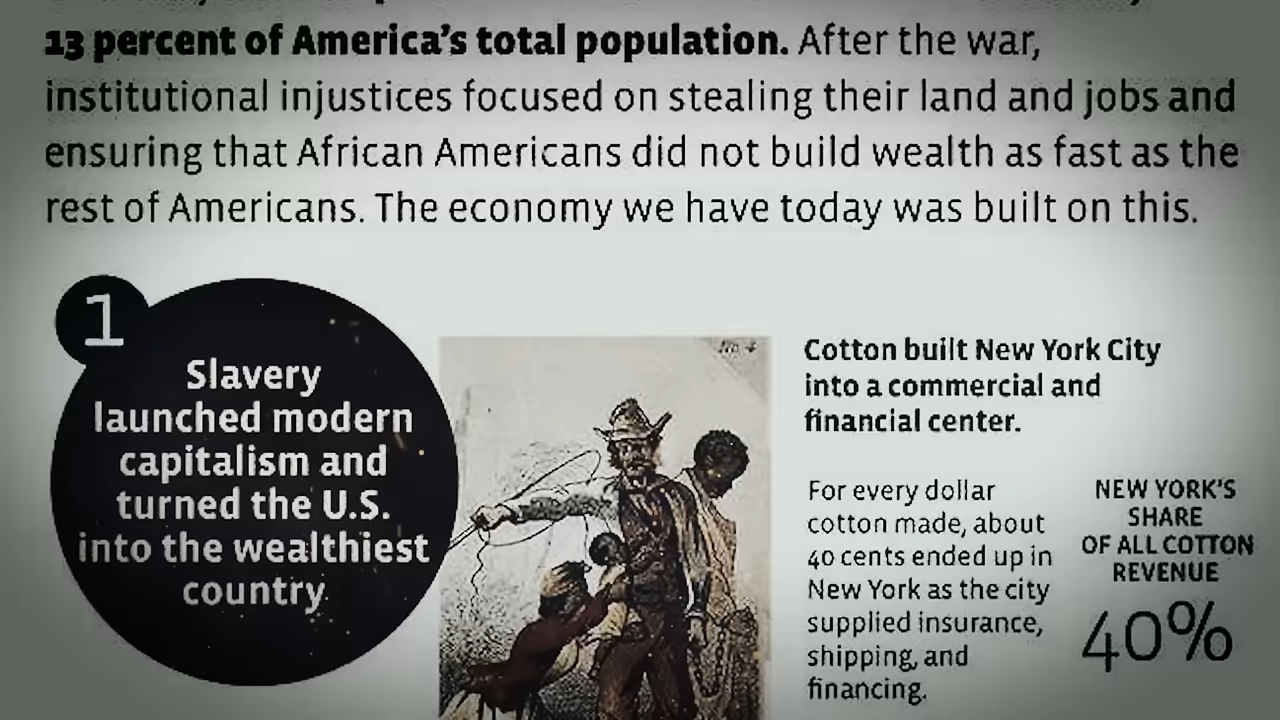 13 percent of America's total population. After the war,
institutional injustices focused on stealing their land and jobs and
ensuring that African Americans did not build wealth as fast as the
rest of Americans. The economy we have today was built on this.
1
Slavery
launched modern
capitalism and
turned the U.S.
into the wealthiest
country
No. 4
Cotton built New York City
into a commercial and
financial center.
For every dollar
cotton made, about
40 cents ended up in
New York as the city
supplied insurance,
shipping, and
financing.
NEW YORK'S
SHARE
OF ALL COTTON
REVENUE
40%